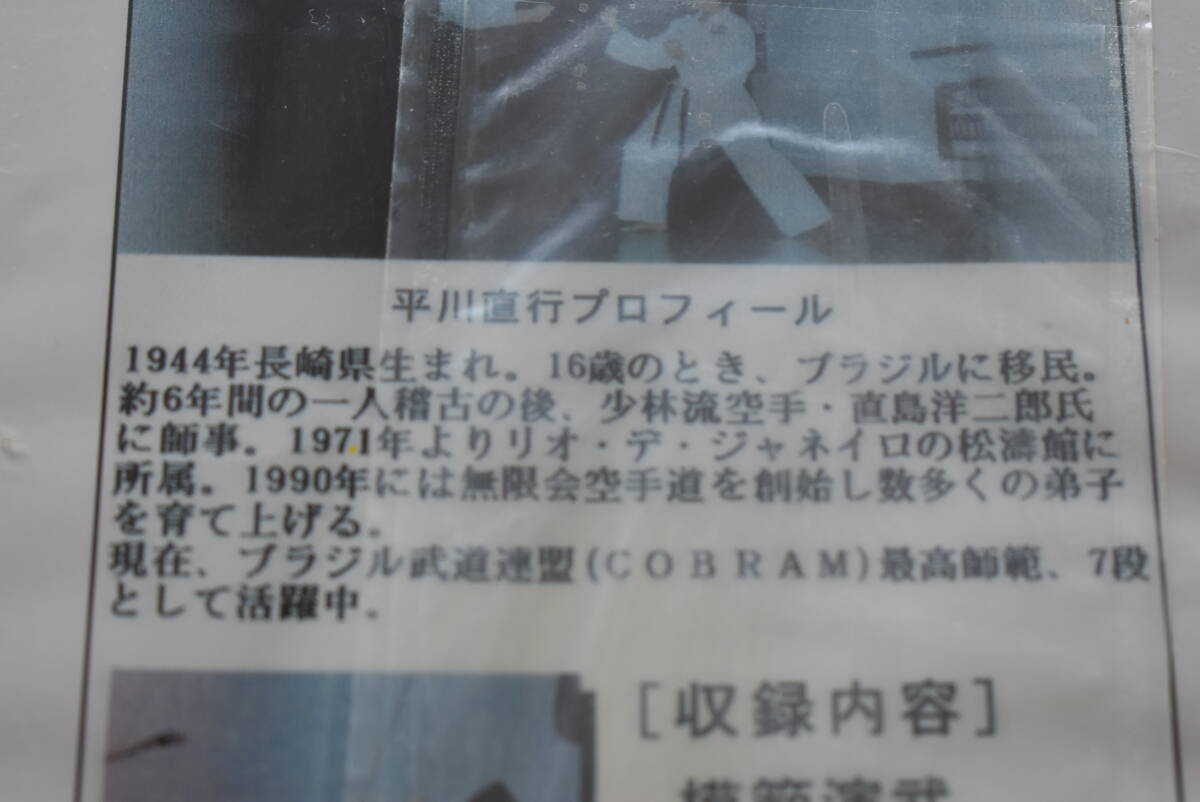 平川直行プロフィール
1944年長崎県生まれ。16歳のとき、ブラジルに移民。
約6年間の一人稽古の後、少林流空手・直島洋二郎氏
に師事。1971年よりリオ・デ・ジャネイロの松濤館に
所属。1990年には無限会空手道を創始し数多くの弟子
を育て上げる。
現在、ブラジル武道連盟(ＣＯＢＲＡＭ)最高師範、7段
として活躍中。
[収録内容]
模範演武